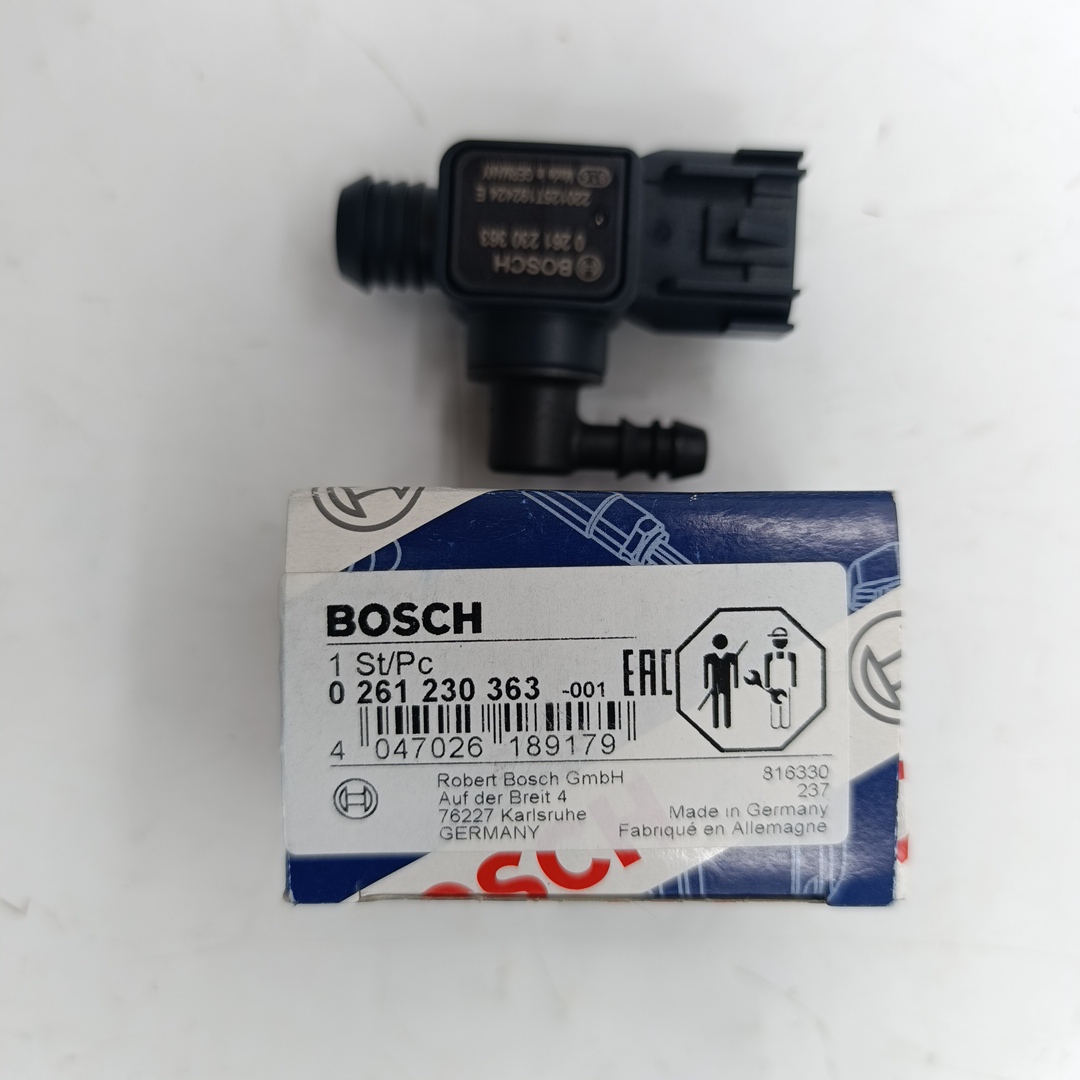 BOSCH
0 261 230 363
220125T192424 E
Made in GERMANY
BOSCH
1 St/Pc
0 261 230 363 -001
EAC
4 047026 189179
Robert Bosch GmbH
Auf der Breit 4
76227 Karlsruhe
GERMANY
816330
237
Made in Germany
Fabriqué en Allemagne
OSCH